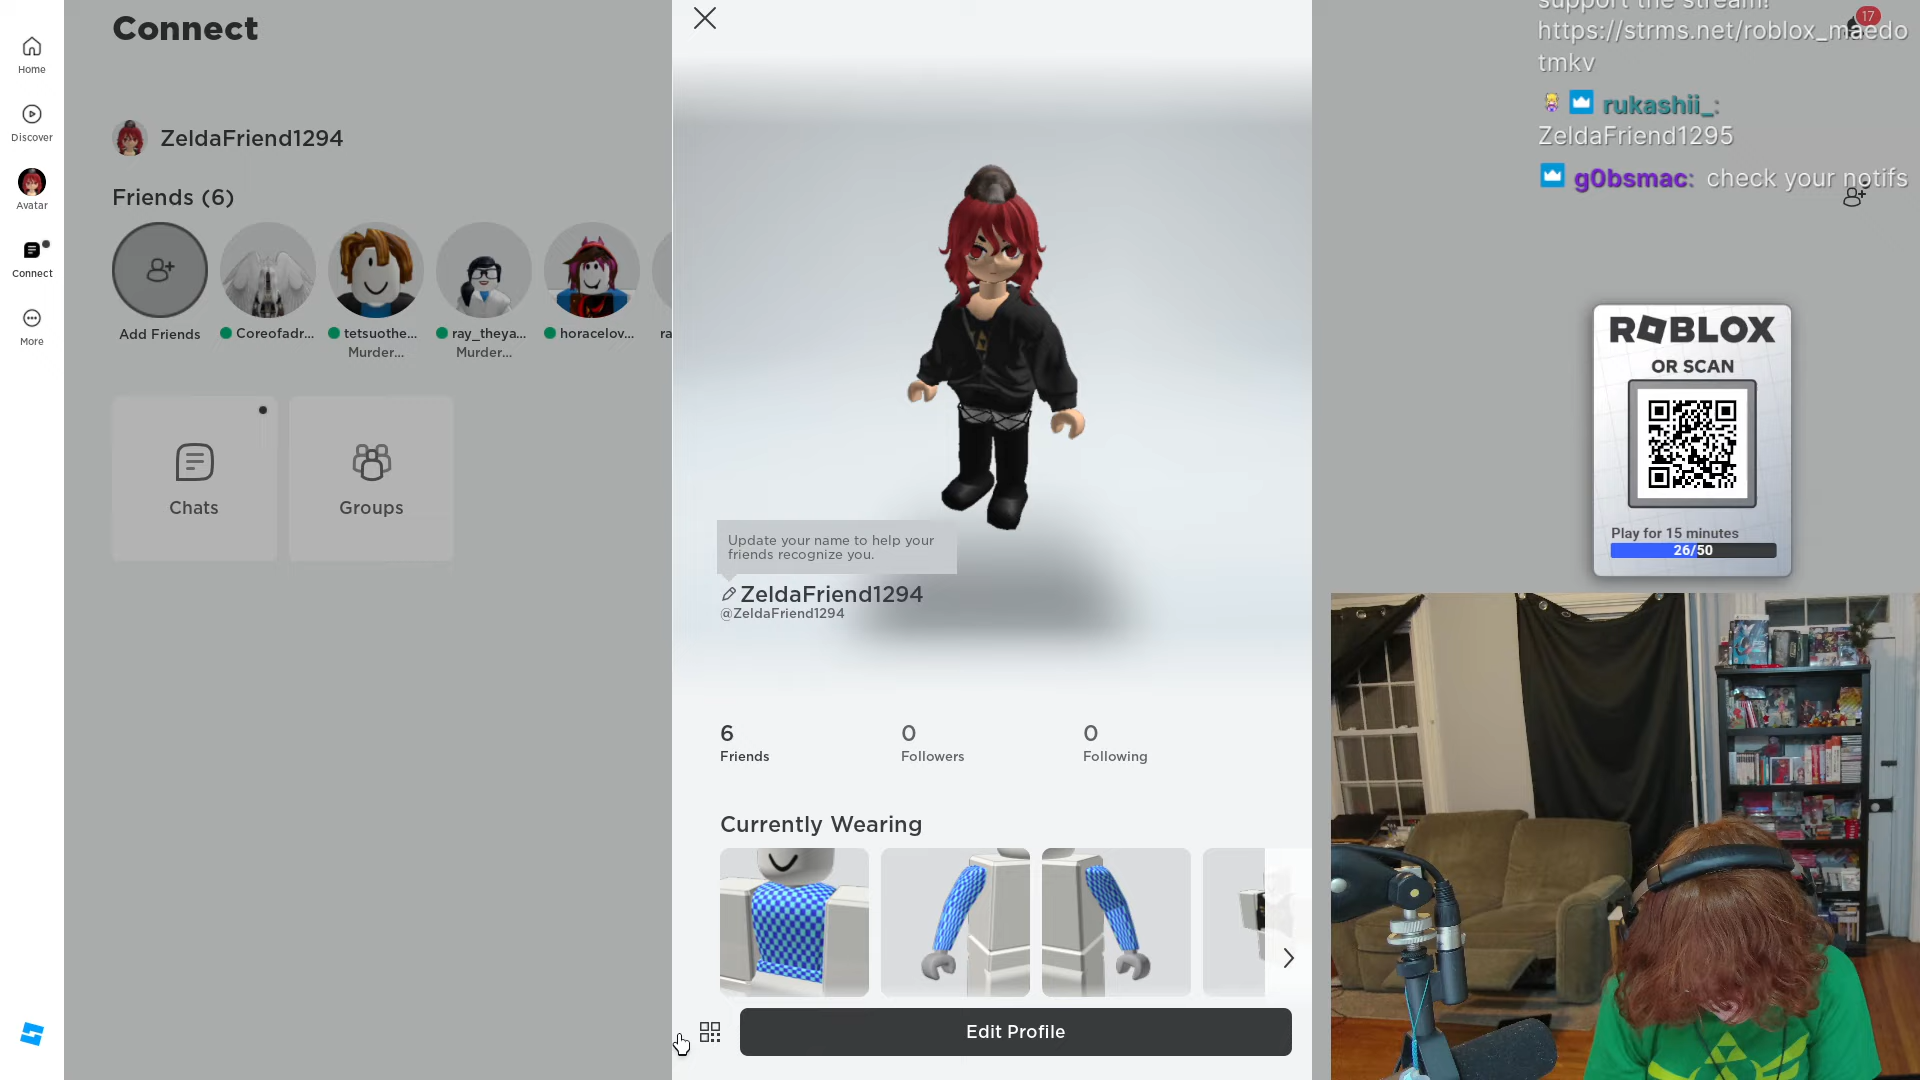 Connect
Home
Discover
Avatar
Connect
More
ZeldaFriend1294
Friends (6)
Add Friends
Coreofadr...
tetsuothe...
Murder...
ray_theya...
Murder...
horacelov...
ra
Chats
Groups
Update your name to help your
friends recognize you.
ZeldaFriend1294
@ZeldaFriend1294
6
Friends
0
Followers
0
Following
Currently Wearing
Edit Profile
support the stream!
17
https://strms.net/roblox_maedo
tmkv
rukashii_:
ZeldaFriend1295
g0bsmac: check your notifs
ROBLOX
OR SCAN
Play for 15 minutes
26/50